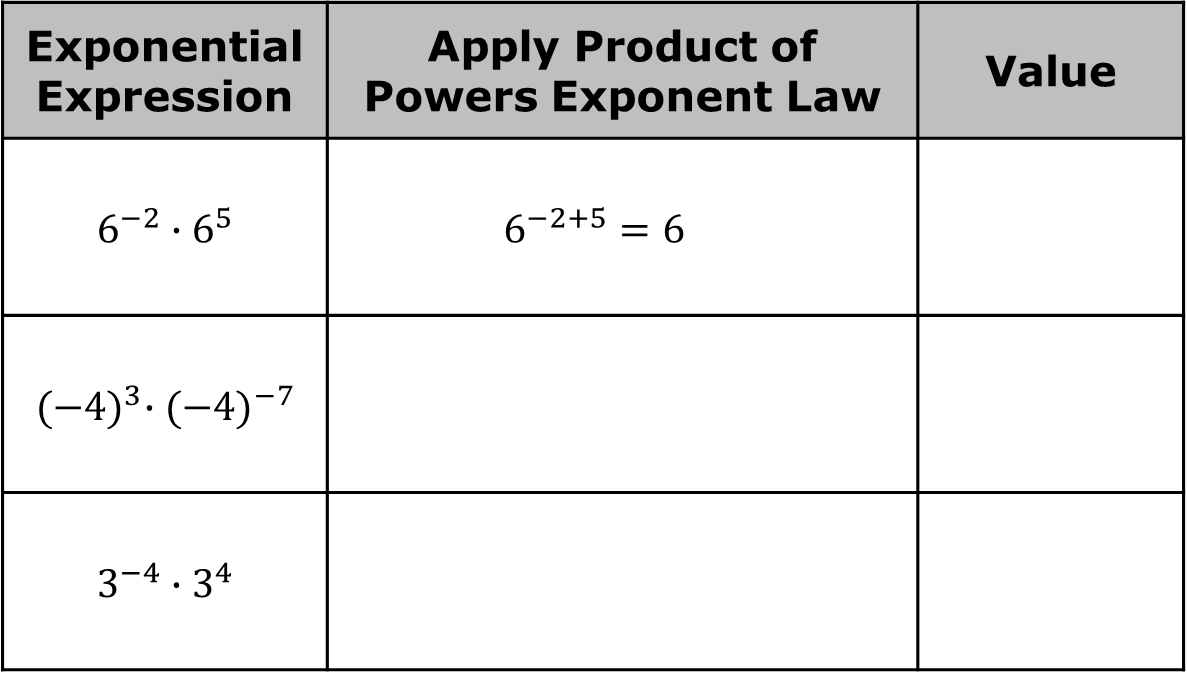 Exponential
Expression
Apply Product of
Powers Exponent Law
Value
6⁻² · 6⁵
6⁻²⁺⁵ = 6
(−4)³· (−4)⁻⁷
3⁻⁴ · 3⁴